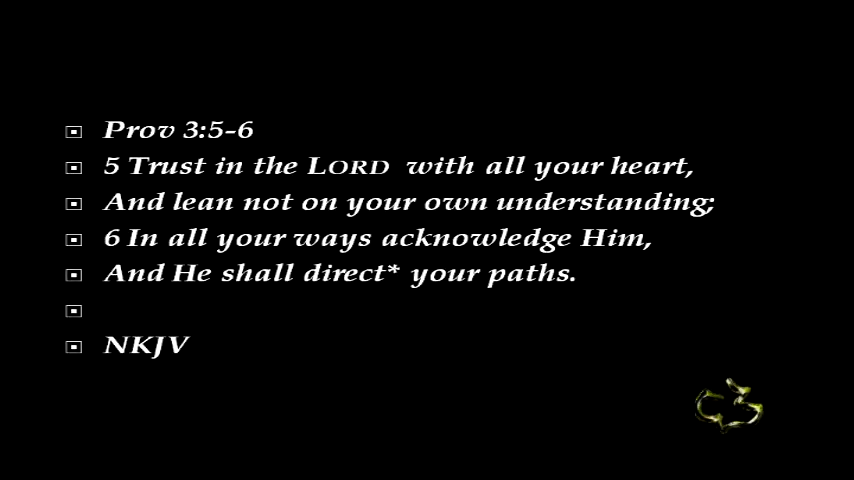 Prov 3:5-6
5 Trust in the LORD with all your heart,
And lean not on your own understanding;
6 In all your ways acknowledge Him,
And He shall direct* your paths.
NKJV